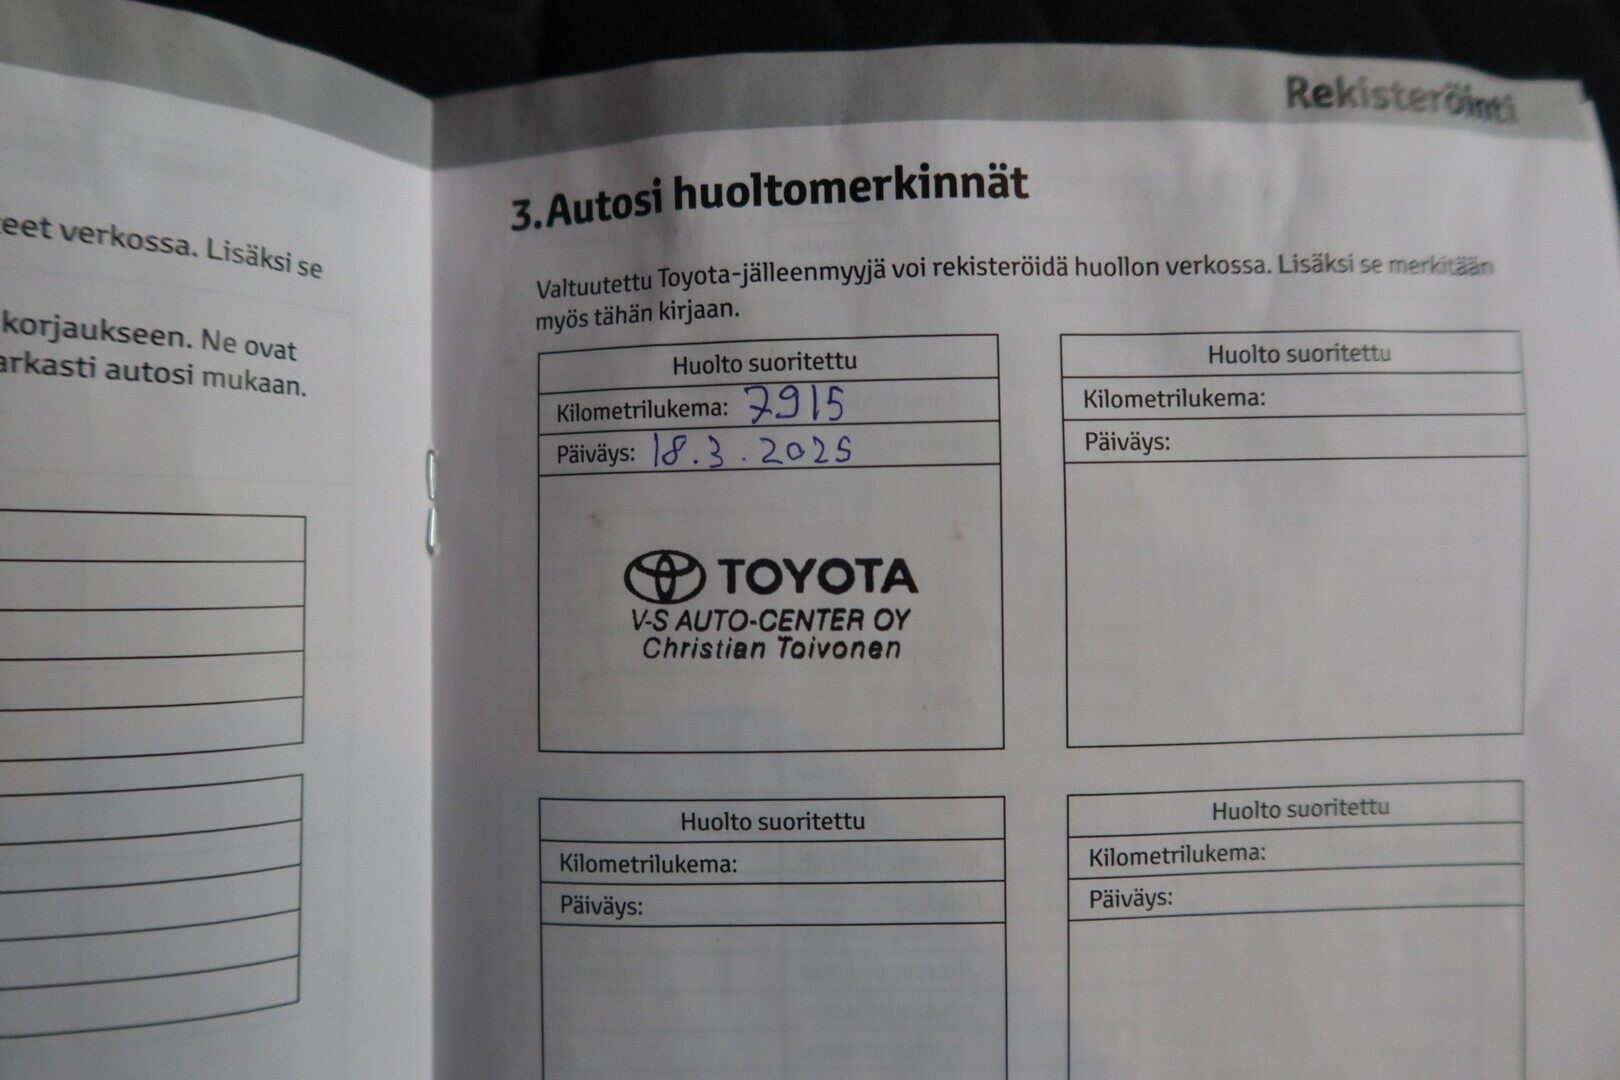 eet verkossa. Lisäksi se
korjaukseen. Ne ovat
arkasti autosi mukaan.
Rekisteröinti
3.Autosi huoltomerkinnät
Valtuutettu Toyota-jälleenmyyjä voi rekisteröidä huollon verkossa. Lisäksi se merkitään
myös tähän kirjaan.
Huolto suoritettu
Kilometrilukema: 7915
Päiväys: 18.3.2025
TOYOTA
V-S AUTO-CENTER OY
Christian Toivonen
Huolto suoritettu
Kilometrilukema:
Päiväys:
Huolto suoritettu
Kilometrilukema:
Päiväys:
Huolto suoritettu
Kilometrilukema:
Päiväys: